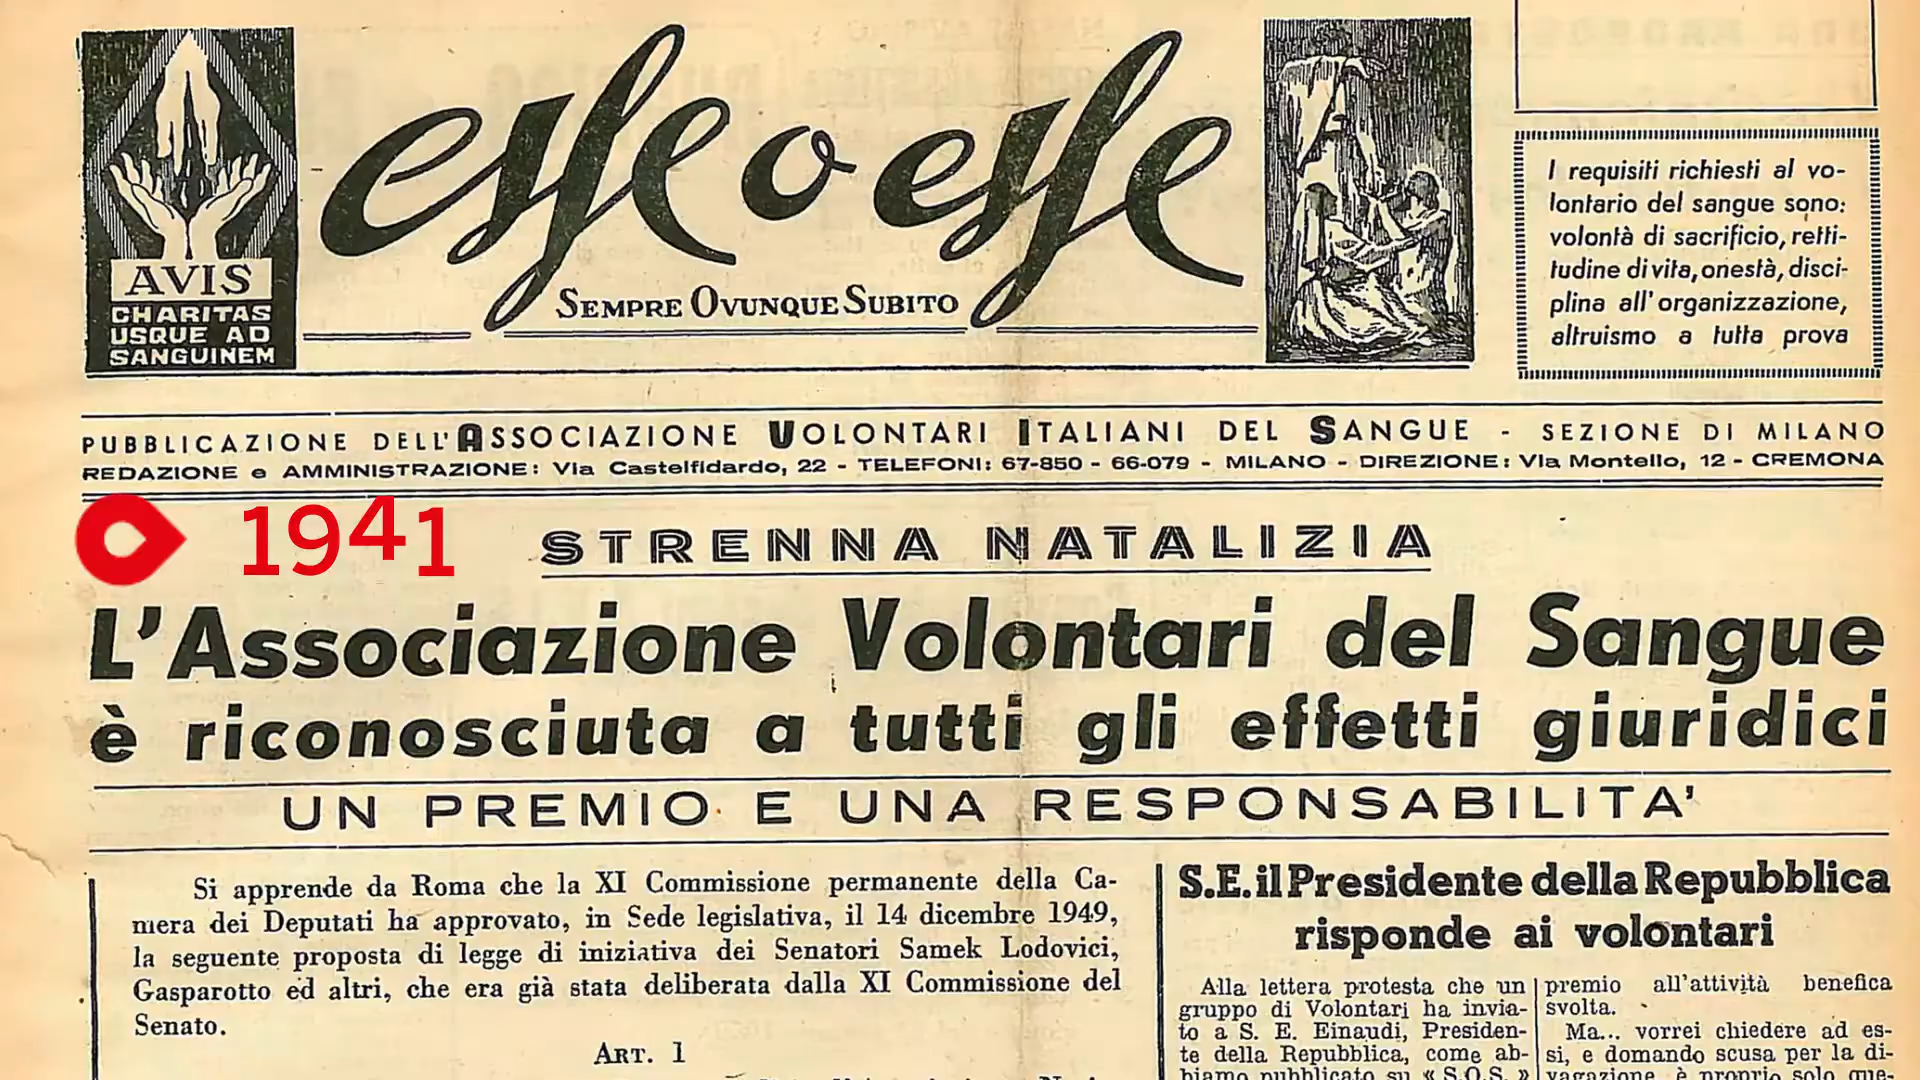 esse o esse
SEMPRE OVUNQUE SUBITO
AVIS
CHARITAS
USQUE AD
SANGUINEM
I requisiti richiesti al vo-
lontario del sangue sono:
volontà di sacrificio, retti-
tudine di vita, onestà, disci-
plina all'organizzazione,
altruismo a tutta prova
PUBBLICAZIONE DELL'ASSOCIAZIONE VOLONTARI ITALIANI DEL SANGUE - SEZIONE DI MILANO
REDAZIONE e AMMINISTRAZIONE: Via Castelfidardo, 22 - TELEFONI: 67-850 - 66-079 - MILANO - DIREZIONE: Via Montello, 12 - CREMONA
1941
STRENNA NATALIZIA
L'Associazione Volontari del Sangue
è riconosciuta a tutti gli effetti giuridici
UN PREMIO E UNA RESPONSABILITA'
Si apprende da Roma che la XI Commissione permanente della Ca-
mera dei Deputati ha approvato, in Sede legislativa, il 14 dicembre 1949,
la seguente proposta di legge di iniziativa dei Senatori Samek Lodovici,
Gasparotto ed altri, che era già stata deliberata dalla XI Commissione del
Senato.
ART. 1
S.E. il Presidente della Repubblica
risponde ai volontari
Alla lettera protesta che un
gruppo di Volontari ha invia-
to a S. E. Einaudi, Presiden-
te della Repubblica, come ab-
biamo pubblicato su « S.O.S. »
premio all'attività benefica
svolta.
Ma... vorrei chiedere ad es-
si, e domando scusa per la di-
vagazione, è proprio solo que-